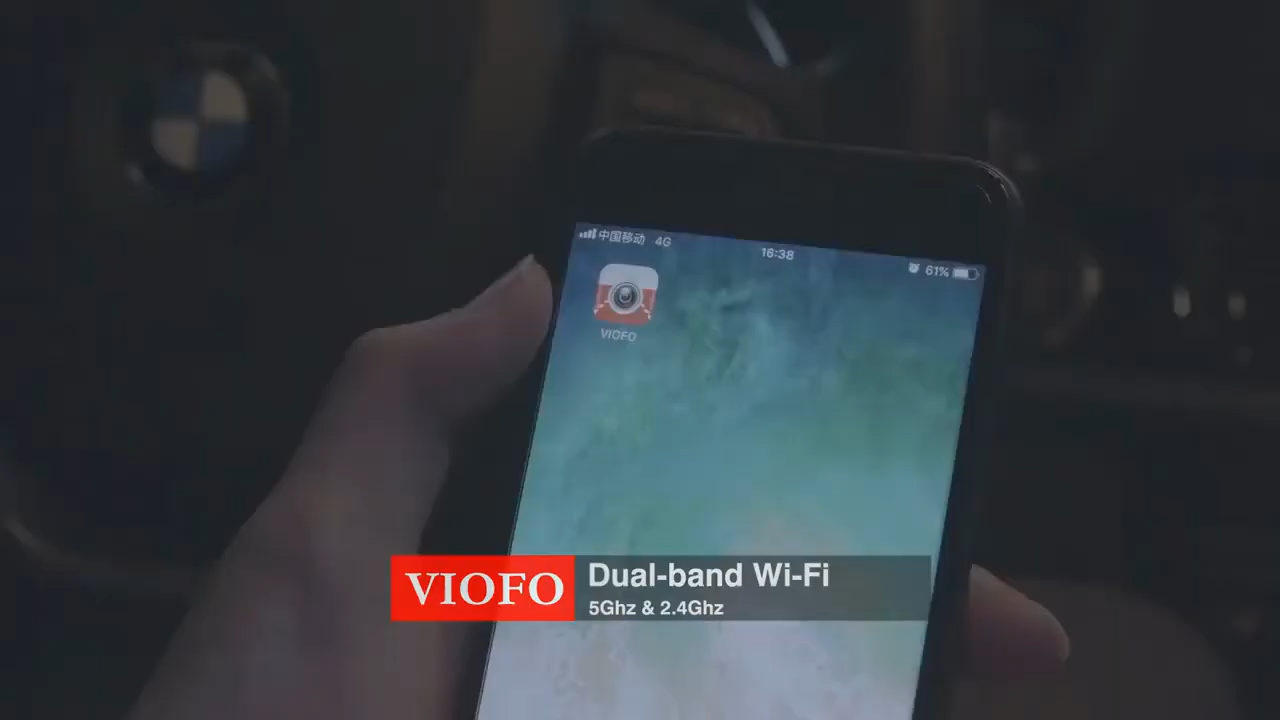 中国移动 4G
16:38
61%
VIOFO
VIOFO
Dual-band Wi-Fi
5Ghz & 2.4Ghz